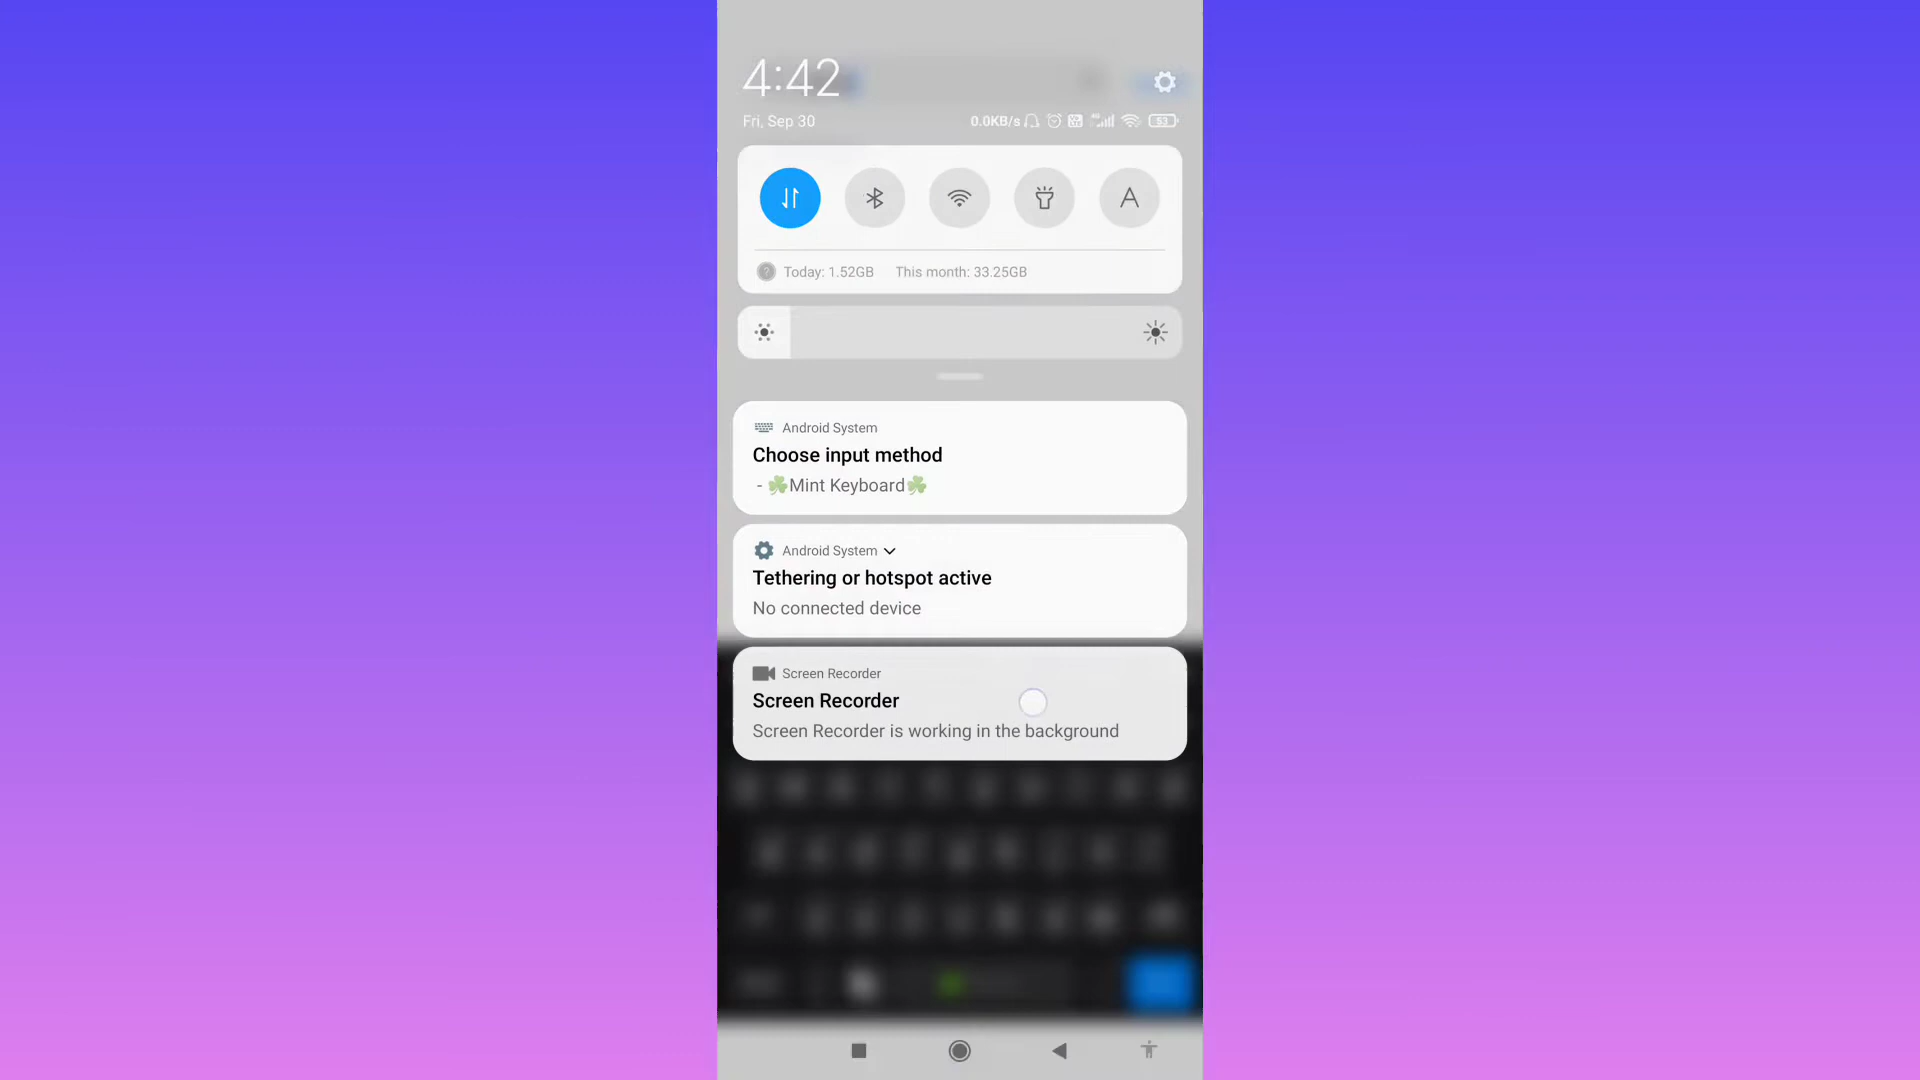 4:42
Fri, Sep 30
0.0KB/s 4G 53
A
Today: 1.52GB This month: 33.25GB
Android System
Choose input method
- ☘Mint Keyboard☘
Android System
Tethering or hotspot active
No connected device
Screen Recorder
Screen Recorder
Screen Recorder is working in the background